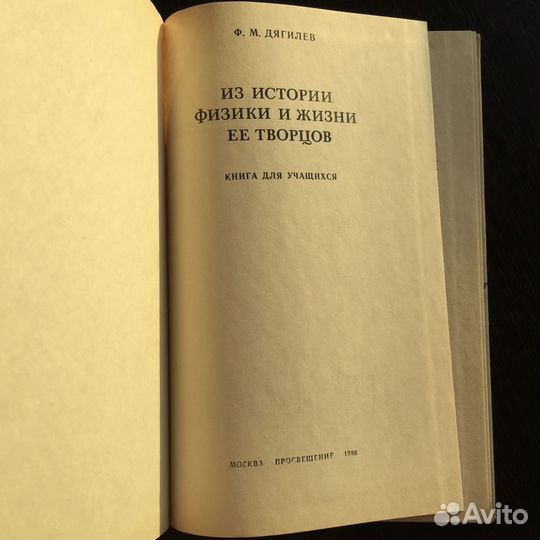 Ф. М. ДЯГИЛЕВ
ИЗ ИСТОРИИ
ФИЗИКИ И ЖИЗНИ
ЕЕ ТВОРЦОВ
КНИГА ДЛЯ УЧАЩИХСЯ
МОСКВА ПРОСВЕЩЕНИЕ 1986
Avito